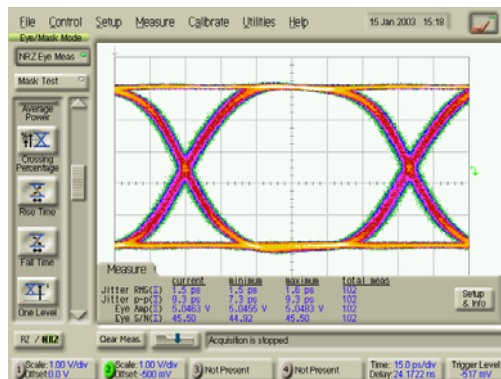 File Control Setup Measure Calibrate Utilities Help 15 Jan 2003 15:18
Eye/Mask Mode
NRZ Eye Meas
Mask Test
Average
Power
Crossing
Percentage
Rise Time
Fall Time
One Level
RZ / NRZ
Measure
current minimum maximum total meas
Jitter RMS(Σ) 1.5 ps 1.5 ps 1.6 ps 102
Jitter p-p(Σ) 9.3 ps 7.3 ps 9.3 ps 102
Eye Amp(Σ) 5.0463 V 5.0455 V 5.0483 V 102
Eye S/N(Σ) 45.50 44.92 45.50 102
Setup
& Info
Clear Meas. Acquisition is stopped
1 Scale: 1.00 V/div
Offset: 0.0 V
2 Scale: 1.00 V/div
Offset: -500 mV
3 Not Present
4 Not Present
Time: 15.0 ps/div
Delay: 24.1722 ns
Trigger Level
-517 mV